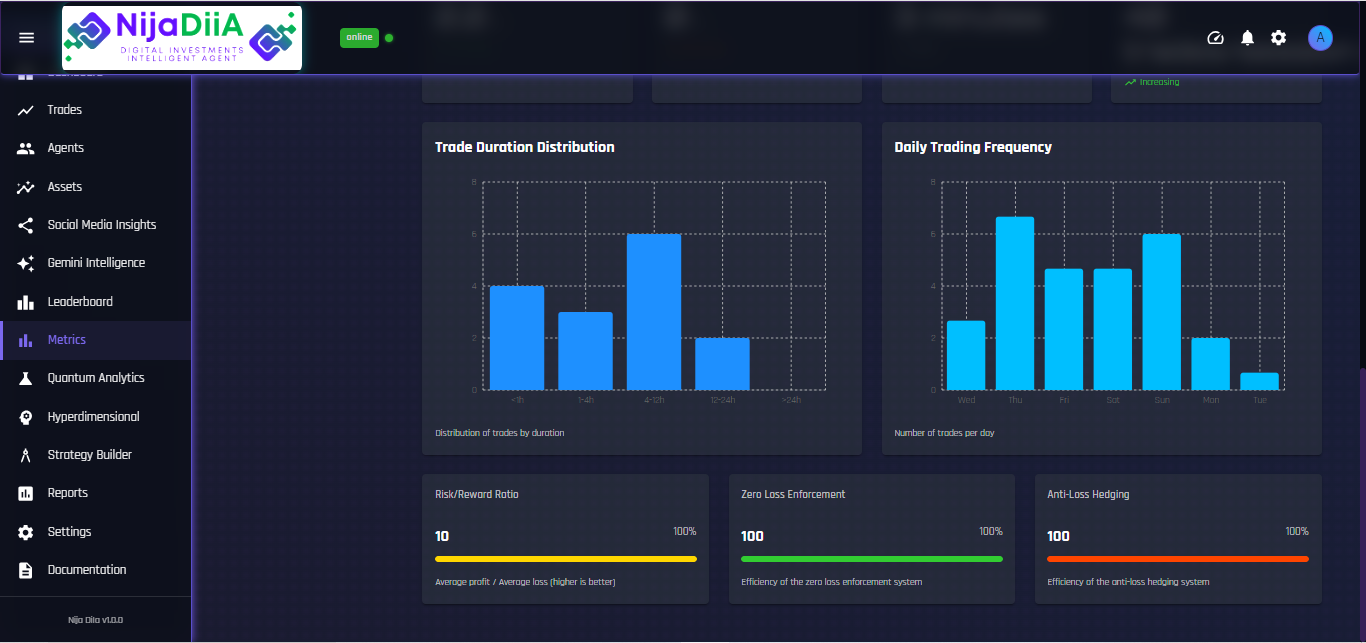 NijaDiiA
DIGITAL INVESTMENTS
INTELLIGENT AGENT
online
A
Trades
Agents
Assets
Social Media Insights
Gemini Intelligence
Leaderboard
Metrics
Quantum Analytics
Hyperdimensional
Strategy Builder
Reports
Settings
Documentation
Nija Diia v1.0.0
Increasing
Trade Duration Distribution
8
6
4
2
0
<1h
1-4h
4-12h
12-24h
>24h
Distribution of trades by duration
Daily Trading Frequency
8
6
4
2
0
Wed
Thu
Fri
Sat
Sun
Mon
Tue
Number of trades per day
Risk/Reward Ratio
10
100%
Average profit / Average loss (higher is better)
Zero Loss Enforcement
100
100%
Efficiency of the zero loss enforcement system
Anti-Loss Hedging
100
100%
Efficiency of the anti-loss hedging system